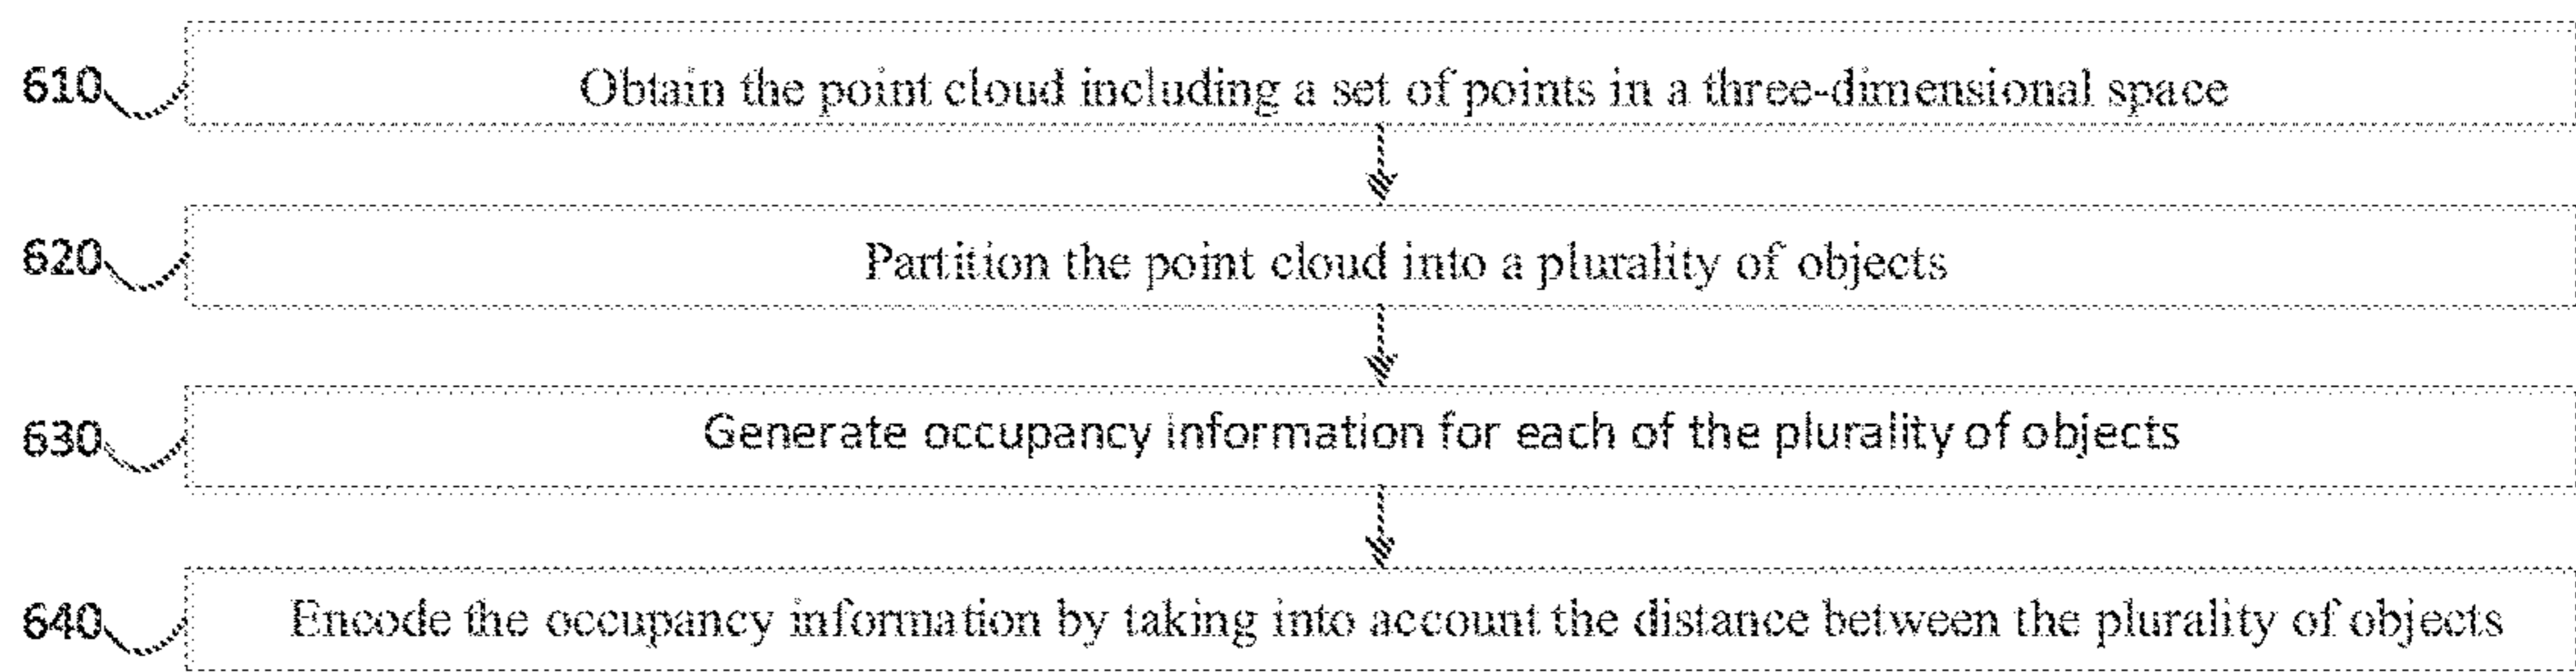 610 Obtain the point cloud including a set of points in a three-dimensional space
620 Partition the point cloud into a plurality of objects
630 Generate occupancy information for each of the plurality of objects
640 Encode the occupancy information by taking into account the distance between the plurality of objects